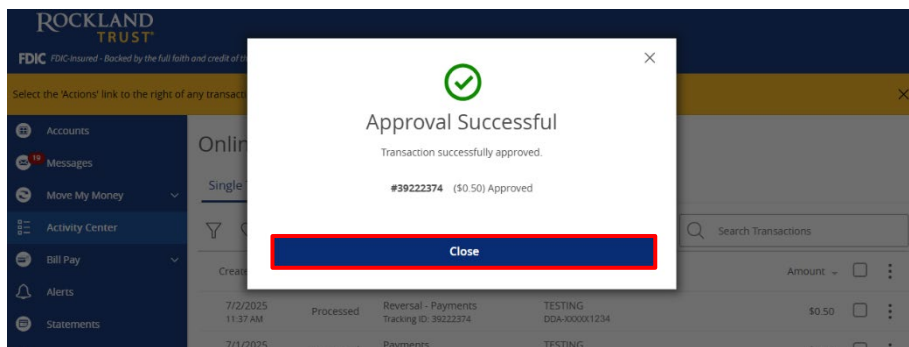 ROCKLAND
TRUST
FDIC FDIC-Insured - Backed by the full faith and credit of
Select the 'Actions' link to the right of any
Accounts
19
Messages
Move My Money
Activity Center
Bill Pay
Alerts
Statements
Single
Approval Successful
Transaction successfully approved.
#39222374 ($0.50) Approved
Close
Search Transactions
Amount
7/2/2025
11:37 AM
Processed
Reversal - Payments
Tracking ID: 39222374
TESTING
DDA-XXXXX1234
$0.50
7/1/2025
Payments
TESTING